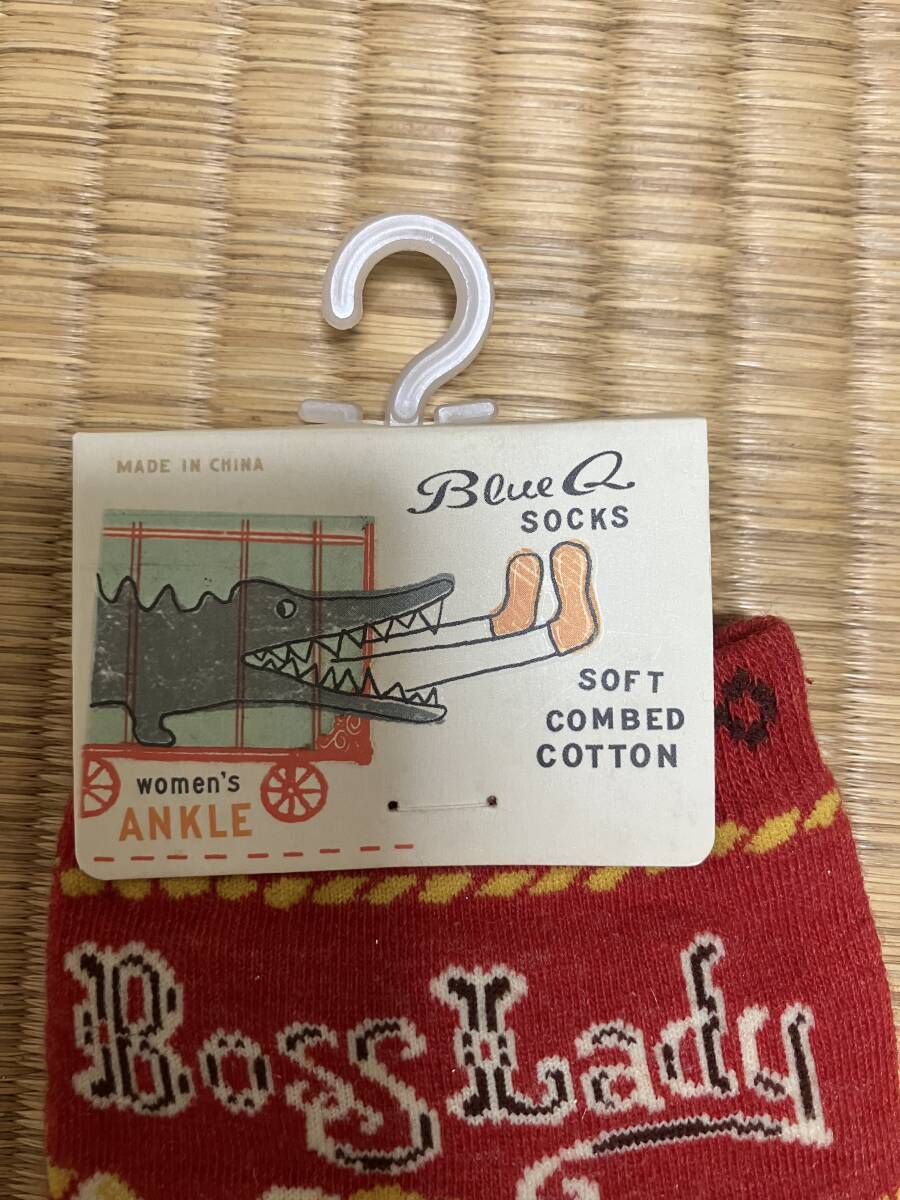 MADE IN CHINA
Blue Q
SOCKS
SOFT
COMBED
COTTON
women's
ANKLE
Boss Lady